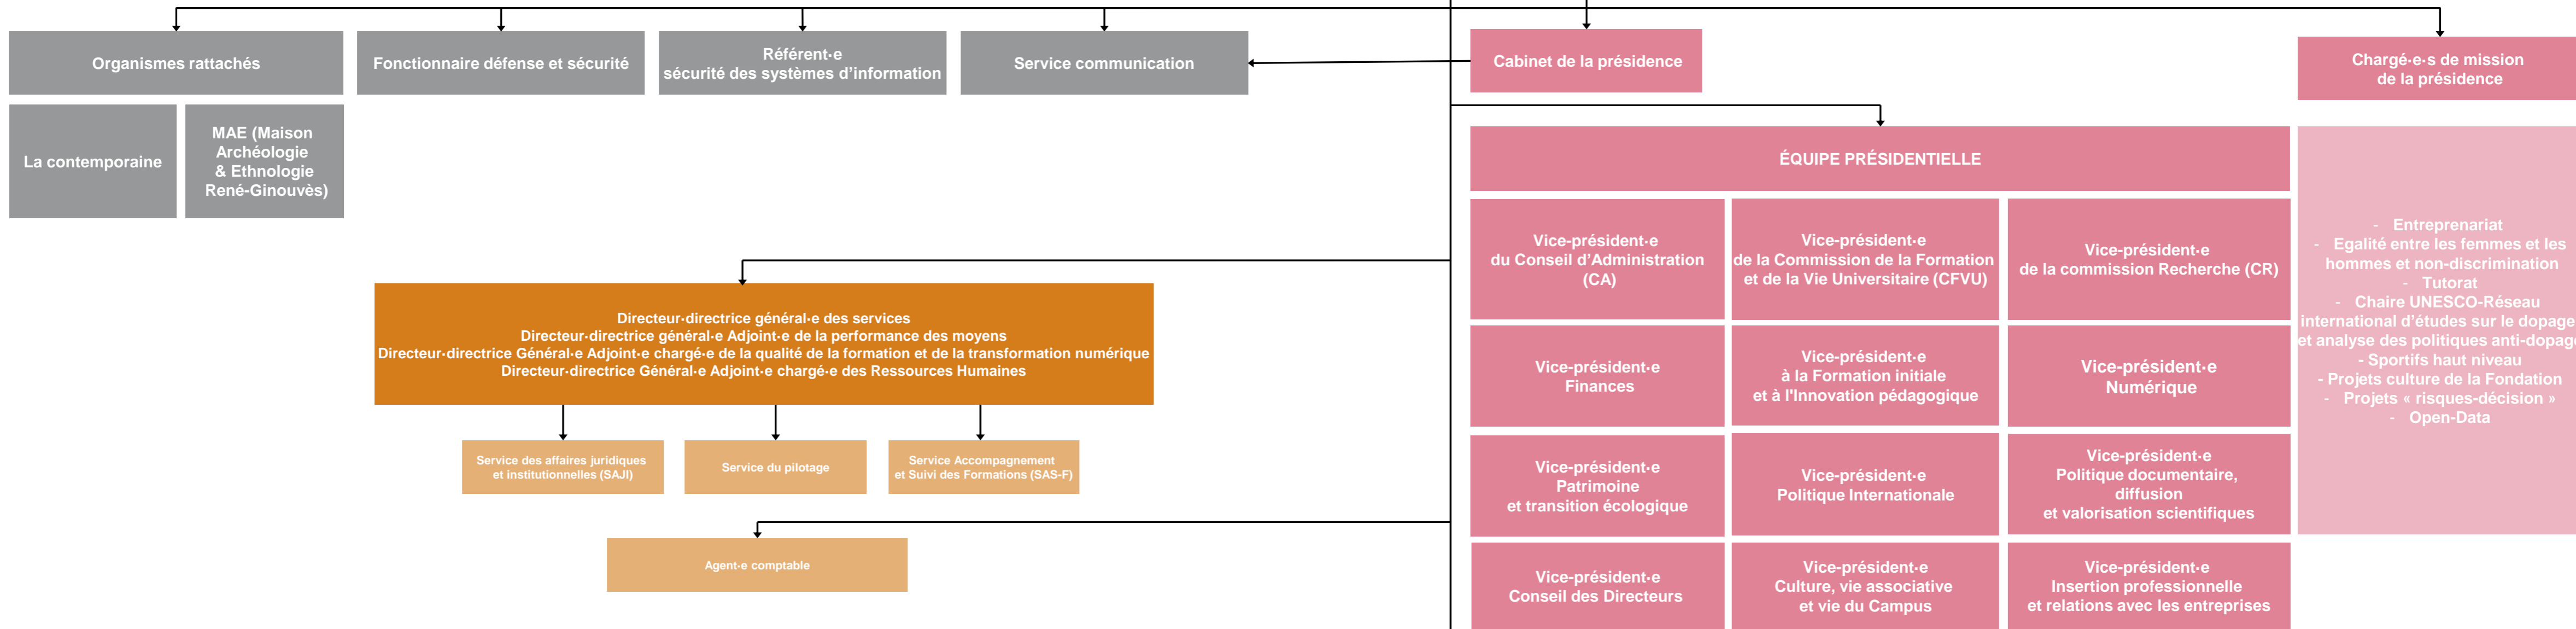 Organismes rattachés
Fonctionnaire défense et sécurité
Référent·e
sécurité des systèmes d’information
Service communication
Cabinet de la présidence
Chargé·e·s de mission
de la présidence
La contemporaine
MAE (Maison
Archéologie
& Ethnologie
René-Ginouvès)
ÉQUIPE PRÉSIDENTIELLE
Vice-président·e
du Conseil d’Administration
(CA)
Vice-président·e
de la Commission de la Formation
et de la Vie Universitaire (CFVU)
Vice-président·e
de la commission Recherche (CR)
- Entreprenariat
- Egalité entre les femmes et les
hommes et non-discrimination
- Tutorat
- Chaire UNESCO-Réseau
international d’études sur le dopage
et analyse des politiques anti-dopage
- Sportifs haut niveau
- Projets culture de la Fondation
- Projets « risques-décision »
- Open-Data
Directeur·directrice général·e des services
Directeur·directrice général·e Adjoint·e de la performance des moyens
Directeur·directrice Général·e Adjoint·e chargé·e de la qualité de la formation et de la transformation numérique
Directeur·directrice Général·e Adjoint·e chargé·e des Ressources Humaines
Vice-président·e
Finances
Vice-président·e
à la Formation initiale
et à l'Innovation pédagogique
Vice-président·e
Numérique
Service des affaires juridiques
et institutionnelles (SAJI)
Service du pilotage
Service Accompagnement
et Suivi des Formations (SAS-F)
Vice-président·e
Patrimoine
et transition écologique
Vice-président·e
Politique Internationale
Vice-président·e
Politique documentaire,
diffusion
et valorisation scientifiques
Agent·e comptable
Vice-président·e
Conseil des Directeurs
Vice-président·e
Culture, vie associative
et vie du Campus
Vice-président·e
Insertion professionnelle
et relations avec les entreprises